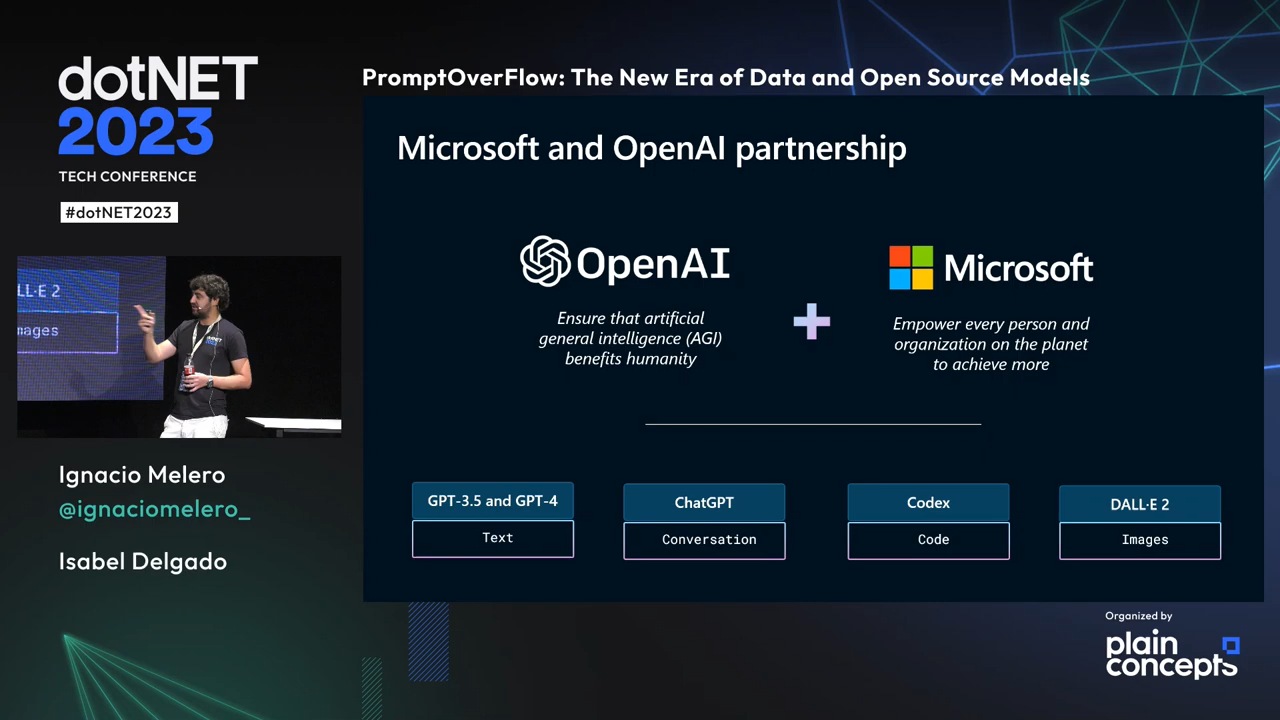 dotNET
2023
TECH CONFERENCE
#dotNET2023
Ignacio Melero
@ignaciomelero_
Isabel Delgado
PromptOverFlow: The New Era of Data and Open Source Models
Microsoft and OpenAI partnership
OpenAI
Ensure that artificial
general intelligence (AGI)
benefits humanity
Microsoft
Empower every person and
organization on the planet
to achieve more
GPT-3.5 and GPT-4
Text
ChatGPT
Conversation
Codex
Code
DALL·E 2
Images
LL·E 2
mages
Organized by
plain
concepts